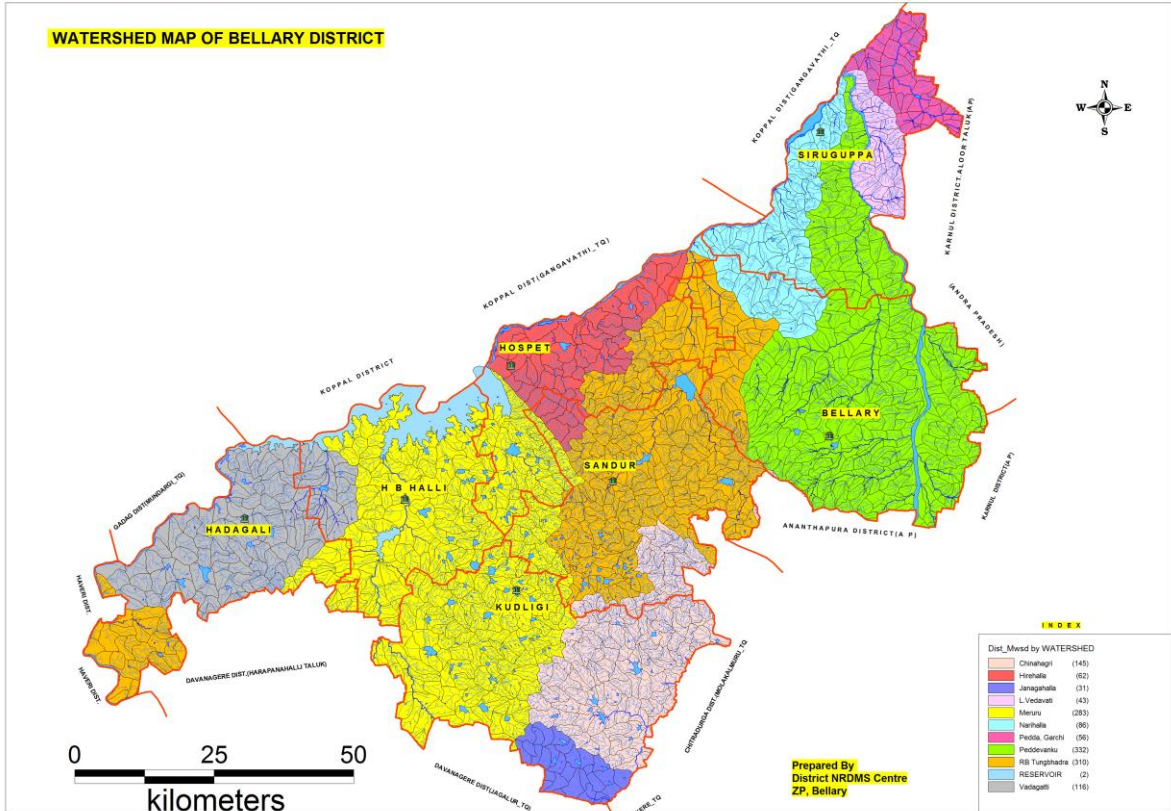 WATERSHED MAP OF BELLARY DISTRICT
KOPPAL DIST(GANGAVATHI_TQ
N
W E
S
SIRUGUPPA
KARNUL DISTRICT.ALOOR TALUK(AP)
KOPPAL DIST(GANGAVATHI_TQ)
(ANDRA PRADESH)
HOSPET
KOPPAL DISTRICT
BELLARY
SANDUR
H B HALLI
GADAG DIST(MUNDARGI_TQ)
HADAGALI
KARNUL DISTRICT(A P)
ANANTHAPURA DISTRICT(A P)
HAVERI DIST.
KUDLIGI
INDEX
DAVANAGERE DIST.(HARAPANAHALLI TALUK)
HAVERI DIST.
CHITRADURGA DIST.(MOLAKALMURU_TQ
Dist_Mwsd by WATERSHED
Chinahagri (145)
Hirehalla (62)
Janagahalla (31)
L.Vedavati (43)
Meruru (283)
Narihalla (86)
Pedda, Garchi (56)
Peddevanku (332)
RB Tungbhadra (310)
RESERVOIR (2)
Vadagatti (116)
0 25 50
kilometers
DAVANAGERE DIST(JAGALUR_TQ)
Prepared By
District NRDMS Centre
ZP, Bellary